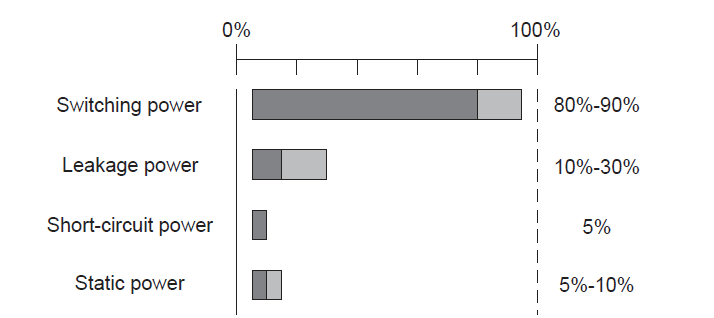 0% 100%
Switching power 80%-90%
Leakage power 10%-30%
Short-circuit power 5%
Static power 5%-10%